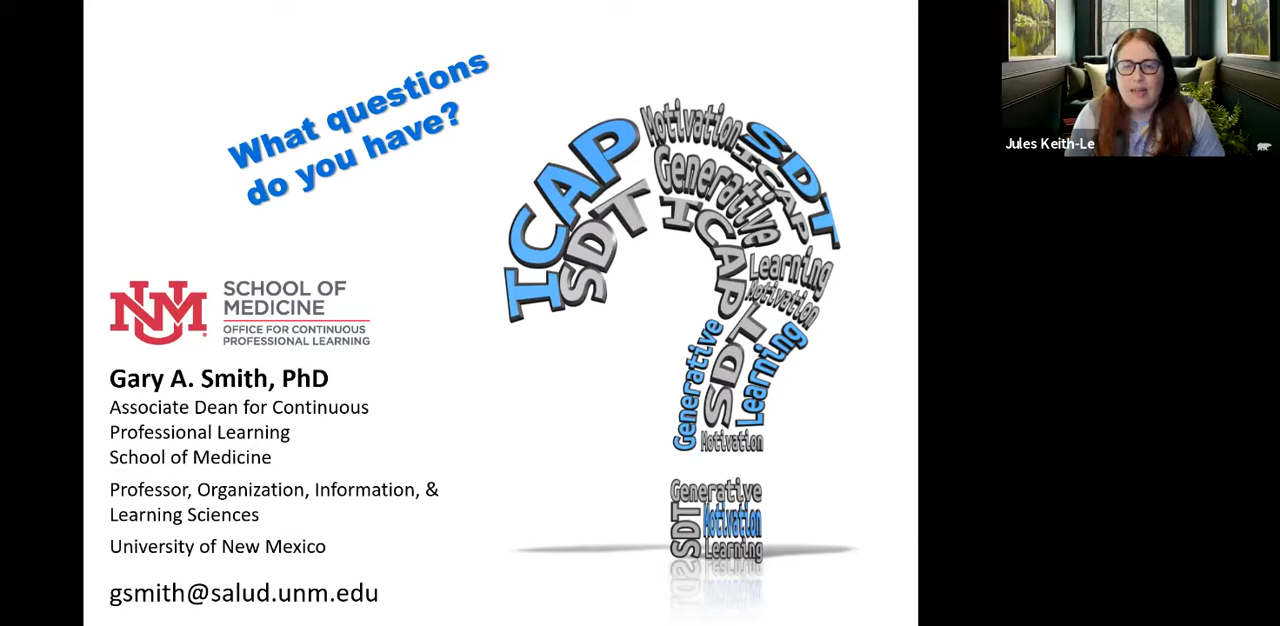 What questions
do you have?
ICAP
SDT
Motivation
Generative
ICAP
SDT
ICAP
Learning
Motivation
SDT
Generative
Learning
Motivation
Generative
SDT
Motivation
Learning
UNM
SCHOOL OF
MEDICINE
OFFICE FOR CONTINUOUS
PROFESSIONAL LEARNING
Gary A. Smith, PhD
Associate Dean for Continuous
Professional Learning
School of Medicine
Professor, Organization, Information, &
Learning Sciences
University of New Mexico
gsmith@salud.unm.edu
Jules Keith-Le